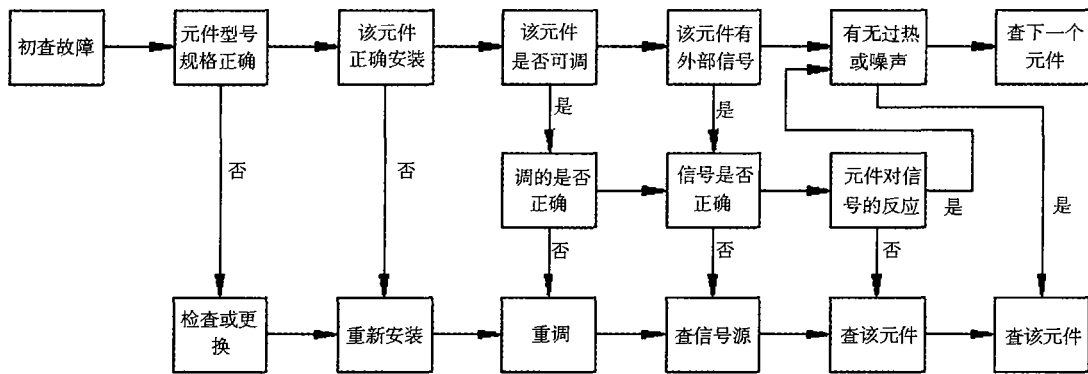 初查故障
元件型号
规格正确
该元件
正确安装
该元件
是否可调
该元件有
外部信号
有无过热
或噪声
查下一个
元件
是
是
是
否
否
调的是否
正确
信号是否
正确
元件对信
号的反应
是
否
否
否
检查或更
换
重新安装
重调
查信号源
查该元件
查该元件